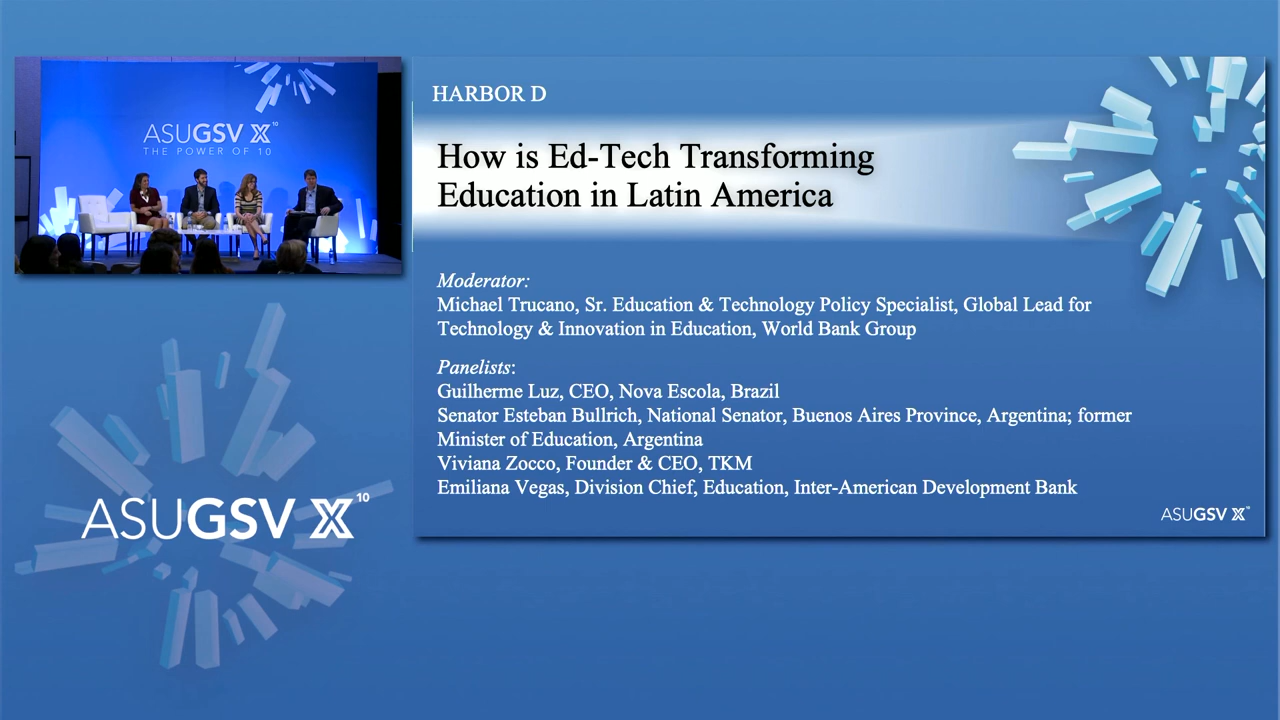 ASUGSV X10
THE POWER OF 10
HARBOR D
How is Ed-Tech Transforming
Education in Latin America
Moderator:
Michael Trucano, Sr. Education & Technology Policy Specialist, Global Lead for
Technology & Innovation in Education, World Bank Group
Panelists:
Guilherme Luz, CEO, Nova Escola, Brazil
Senator Esteban Bullrich, National Senator, Buenos Aires Province, Argentina; former
Minister of Education, Argentina
Viviana Zocco, Founder & CEO, TKM
Emiliana Vegas, Division Chief, Education, Inter-American Development Bank
ASUGSV X10
ASUGSV X